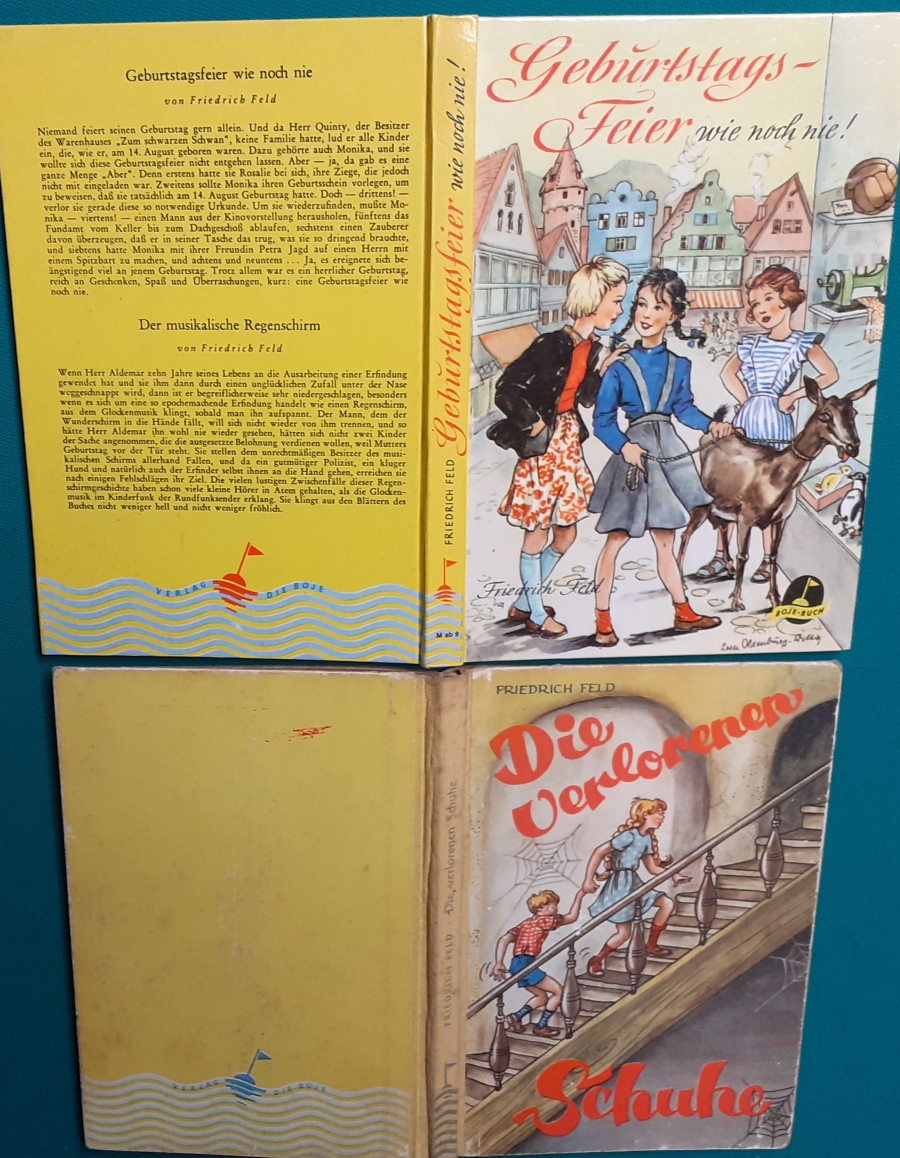 Geburtstagsfeier wie noch nie
von Friedrich Feld
Niemand feiert seinen Geburtstag gern allein. Und da Herr Quinty, der Besitzer
des Warenhauses „Zum schwarzen Schwan“, keine Familie hatte, lud er alle Kinder
ein, die, wie er, am 14. August geboren waren. Dazu gehörte auch Monika, und sie
wollte sich diese Geburtstagsfeier nicht entgehen lassen. Aber — ja, da gab es eine
ganze Menge „Aber“. Denn erstens hatte sie Rosalie bei sich, ihre Ziege, die jedoch
nicht mit eingeladen war. Zweitens sollte Monika ihren Geburtsschein vorlegen, um
zu beweisen, daß sie tatsächlich am 14. August Geburtstag hatte. Doch — drittens! —
verlor sie gerade diese so notwendige Urkunde. Um sie wiederzufinden, mußte Mo-
nika — viertens! — einen Mann aus der Kinovorstellung herausholen, fünftens das
Fundamt vom Keller bis zum Dachgeschoß ablaufen, sechstens einen Zauberer
davon überzeugen, daß er in seiner Tasche das trug, was sie so dringend brauchte,
und siebtens hatte Monika mit ihrer Freundin Petra Jagd auf einen Herrn mit
einem Spitzbart zu machen, und achtens und neuntens . . . Ja, es ereignete sich be-
ängstigend viel an jenem Geburtstag. Trotz allem war es ein herrlicher Geburtstag,
reich an Geschenken, Spaß und Überraschungen, kurz: eine Geburtstagsfeier wie
noch nie.
Der musikalische Regenschirm
von Friedrich Feld
Wenn Herr Aldemar zehn Jahre seines Lebens an die Ausarbeitung einer Erfindung
gewendet hat und sie ihm dann durch einen unglücklichen Zufall unter der Nase
weggeschnappt wird, dann ist er begreiflicherweise sehr niedergeschlagen, besonders
wenn es sich um eine so epochemachende Erfindung handelt wie einen Regenschirm,
aus dem Glockenmusik klingt, sobald man ihn aufspannt. Der Mann, dem der
Wunderschirm in die Hände fällt, will sich nicht wieder von ihm trennen, und so
hätte Herr Aldemar ihn wohl nie wieder gesehen, hätten sich nicht zwei Kinder
der Sache angenommen, die die ausgesetzte Belohnung verdienen wollen, weil Mutters
Geburtstag vor der Tür steht. Sie stellen dem unrechtmäßigen Besitzer des musi-
kalischen Schirms allerhand Fallen, und da ein gutmütiger Polizist, ein kluger
Hund und natürlich auch der Erfinder selbst ihnen an die Hand gehen, erreichen sie
nach einigen Fehlschlägen ihr Ziel. Die vielen lustigen Zwischenfälle dieser Regen-
schirmgeschichte haben schon viele kleine Hörer in Atem gehalten, als die Glocken-
musik im Kinderfunk der Rundfunksender erklang. Sie klingt aus den Blättern des
Buches nicht weniger hell und nicht weniger fröhlich.
VERLAG DIE BOJE
FRIEDRICH FELD Geburtstagsfeier wie noch nie!
M ab 9
Geburtstags-
Feier wie noch nie!
Friedrich Feld
BOJE-BUCH
VERLAG DIE BOJE
FRIEDRICH FELD Die verlorenen Schuhe
FRIEDRICH FELD
Die
verlorenen
Schuhe